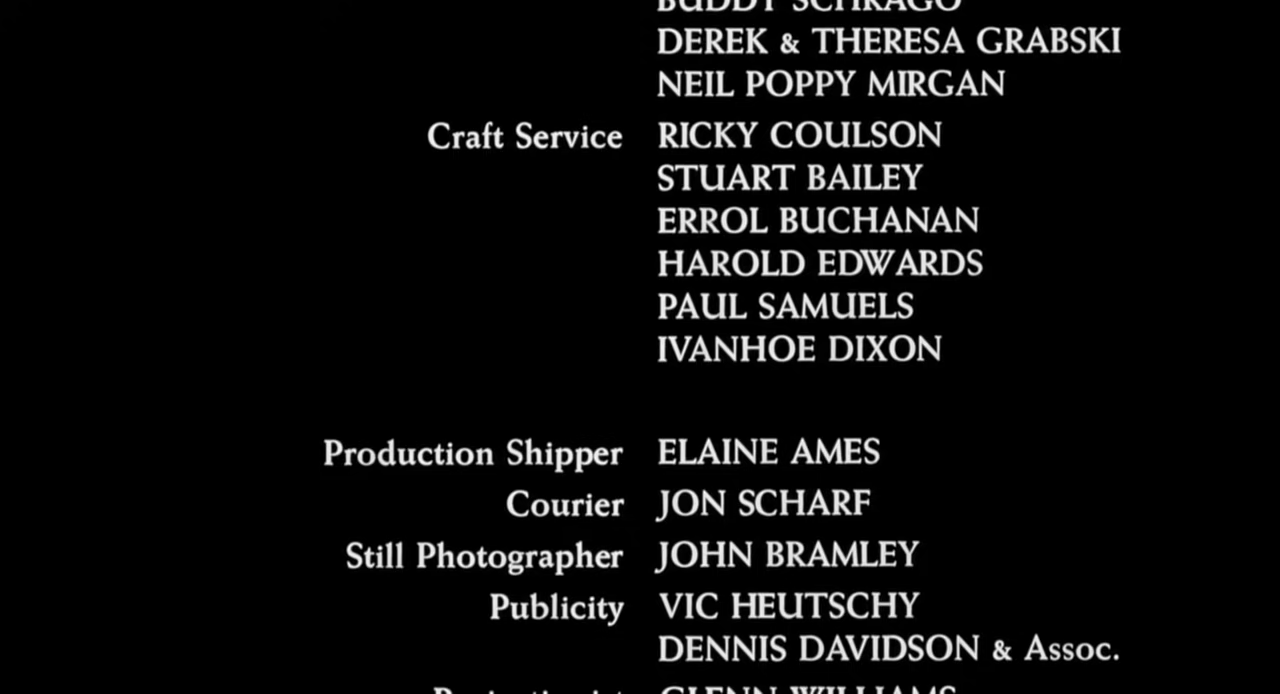 BUDDY SCHRAGO
DEREK & THERESA GRABSKI
NEIL POPPY MIRGAN
Craft Service RICKY COULSON
STUART BAILEY
ERROL BUCHANAN
HAROLD EDWARDS
PAUL SAMUELS
IVANHOE DIXON
Production Shipper ELAINE AMES
Courier JON SCHARF
Still Photographer JOHN BRAMLEY
Publicity VIC HEUTSCHY
DENNIS DAVIDSON & Assoc.
GLENN WILLIAMS